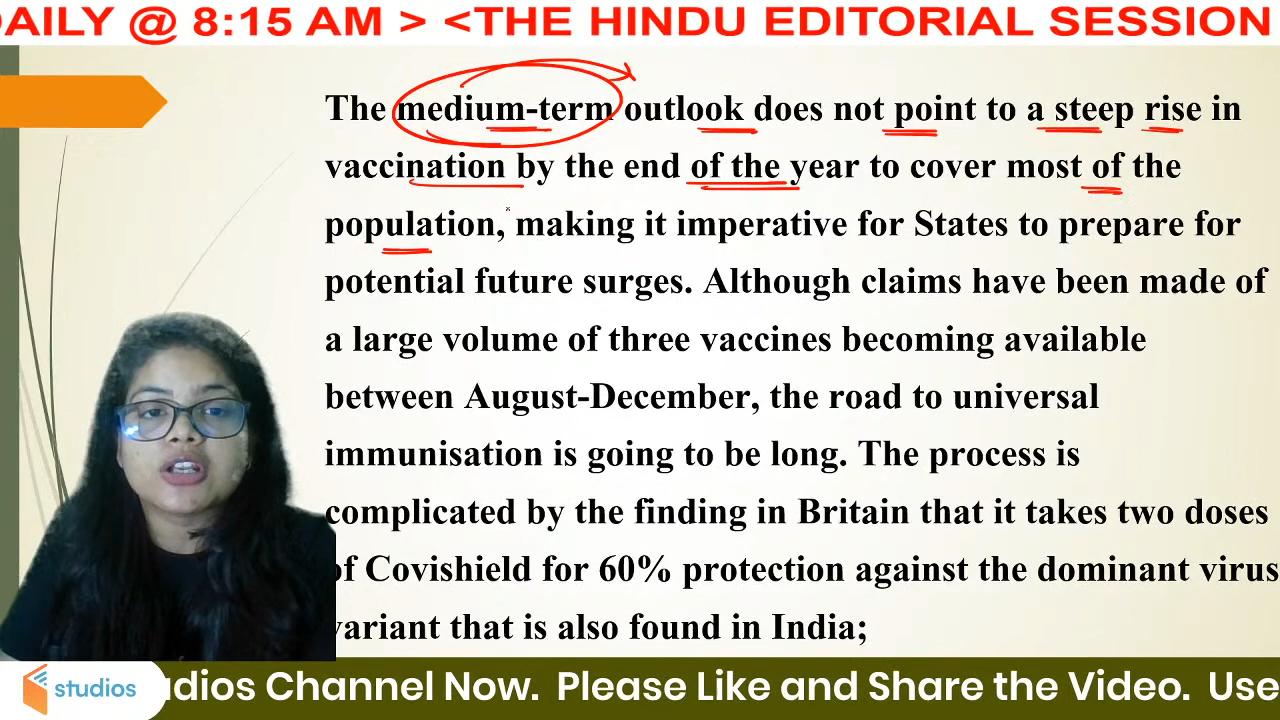 DAILY @ 8:15 AM > <THE HINDU EDITORIAL SESSION
The medium-term outlook does not point to a steep rise in
vaccination by the end of the year to cover most of the
population, making it imperative for States to prepare for
potential future surges. Although claims have been made of
a large volume of three vaccines becoming available
between August-December, the road to universal
immunisation is going to be long. The process is
complicated by the finding in Britain that it takes two doses
of Covishield for 60% protection against the dominant virus
variant that is also found in India;
studios
udios Channel Now. Please Like and Share the Video. Use